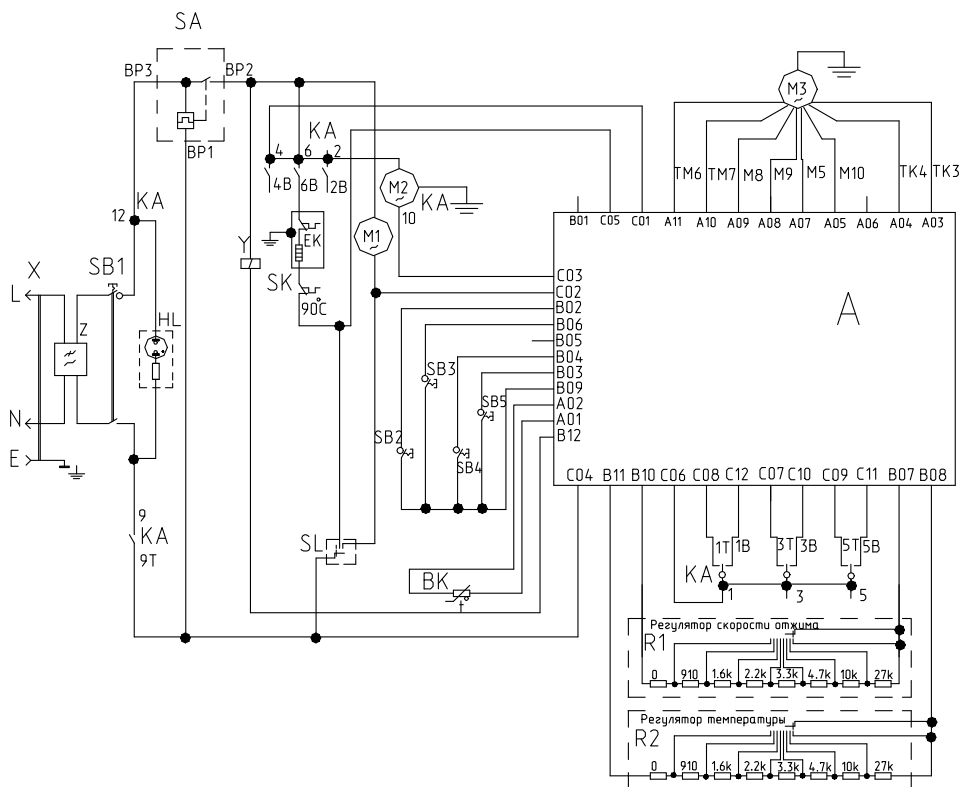 SA
BP3
BP2
BP1
M3
~
4
KA
6
2
4B
6B
2B
M2
~
KA
10
TM6
TM7
M8
M9
M5
M10
TK4
TK3
B01
C05
C01
A11
A10
A09
A08
A07
A05
A06
A04
A03
KA
12
M1
~
EK
Y
SK
90°C
C03
C02
B02
B06
B05
B04
B03
B09
A02
A01
B12
A
X
SB1
L
Z
HL
N
E
SB3
SB5
SB2
SB4
C04
B11
B10
C06
C08
C12
C07
C10
C09
C11
B07
B08
9
KA
9T
SL
BK
1T
1B
3T
3B
5T
5B
KA
1
3
5
Регулятор скорости отжима
R1
0
910
1.6k
2.2k
3.3k
4.7k
10k
27k
Регулятор температуры
R2
0
910
1.6k
2.2k
3.3k
4.7k
10k
27k